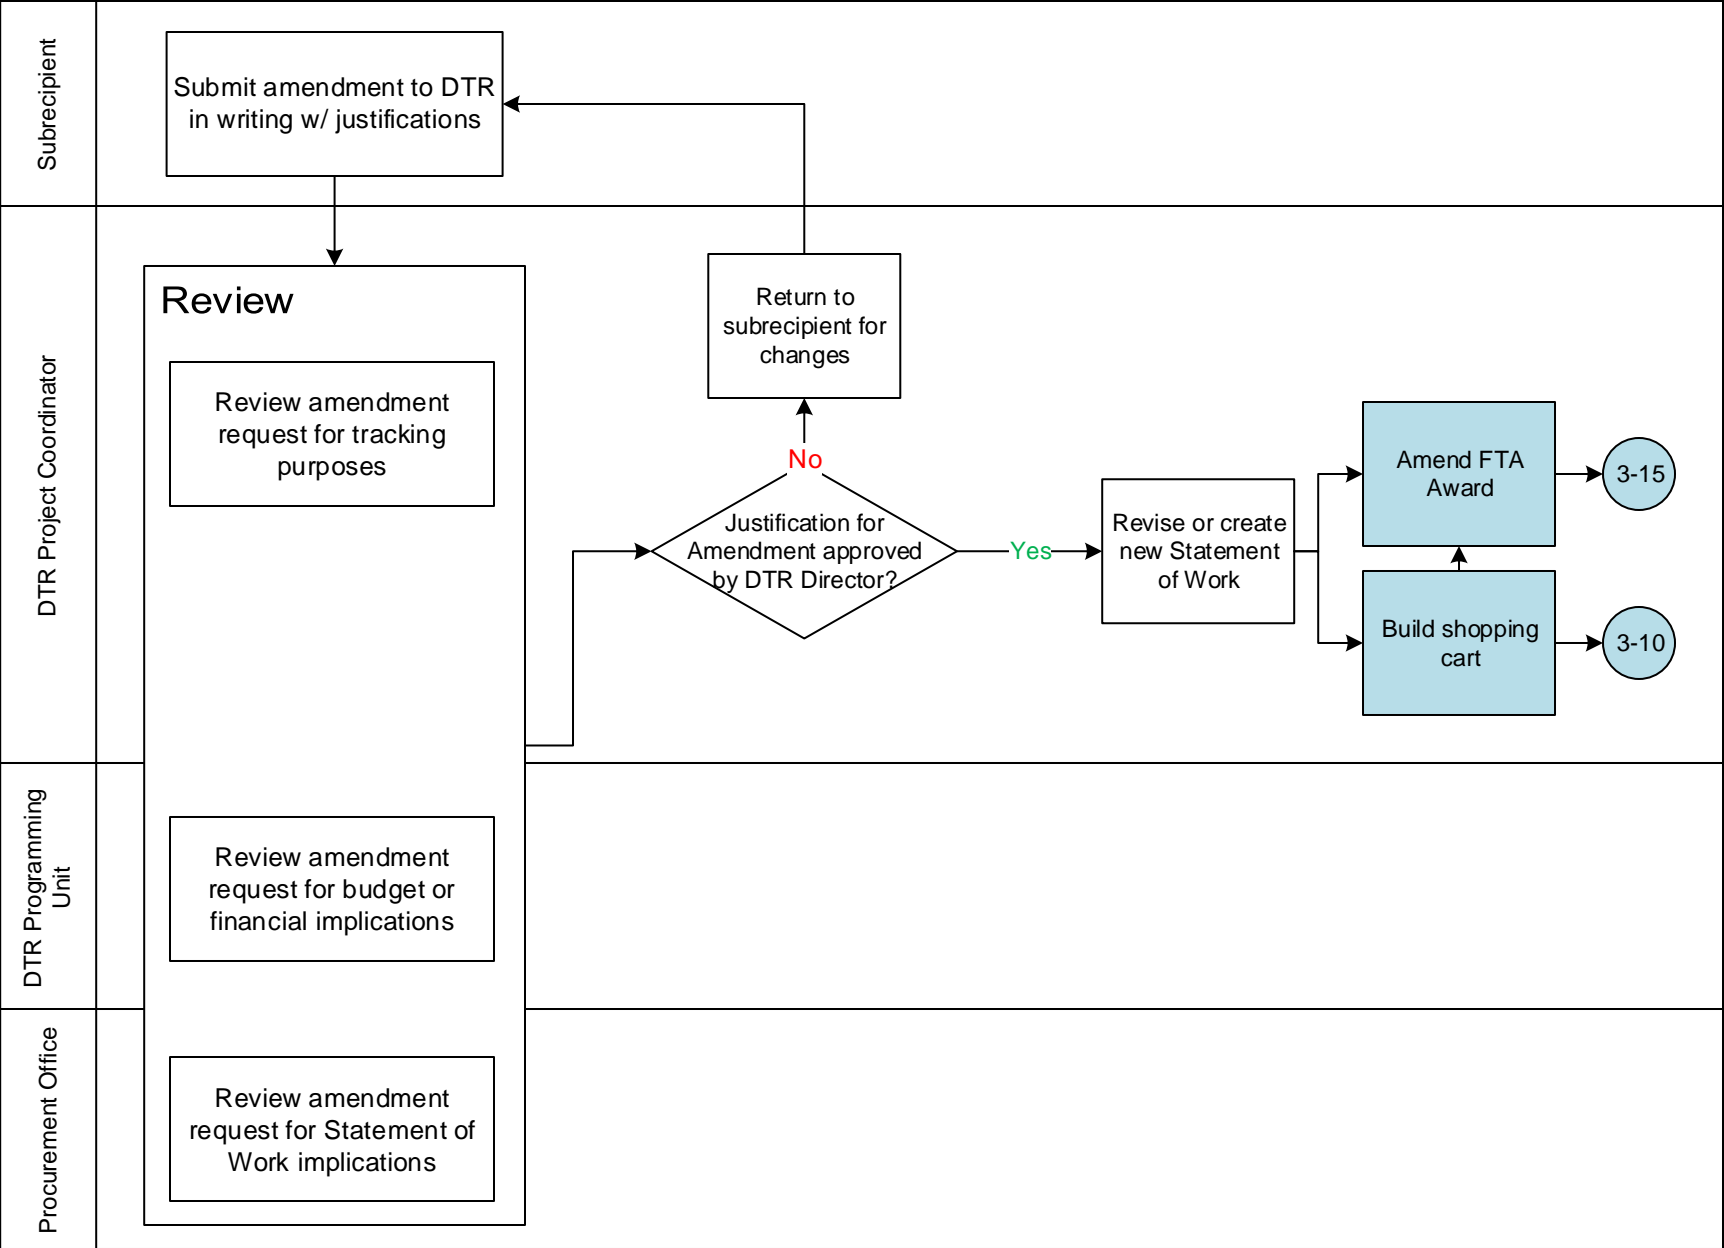 Subrecipient
Submit amendment to DTR
in writing w/ justifications
DTR Project Coordinator
Review
Review amendment
request for tracking
purposes
Return to
subrecipient for
changes
No
Justification for
Amendment approved
by DTR Director?
Yes
Revise or create
new Statement
of Work
Amend FTA
Award
3-15
Build shopping
cart
3-10
DTR Programming
Unit
Review amendment
request for budget or
financial implications
Procurement Office
Review amendment
request for Statement of
Work implications